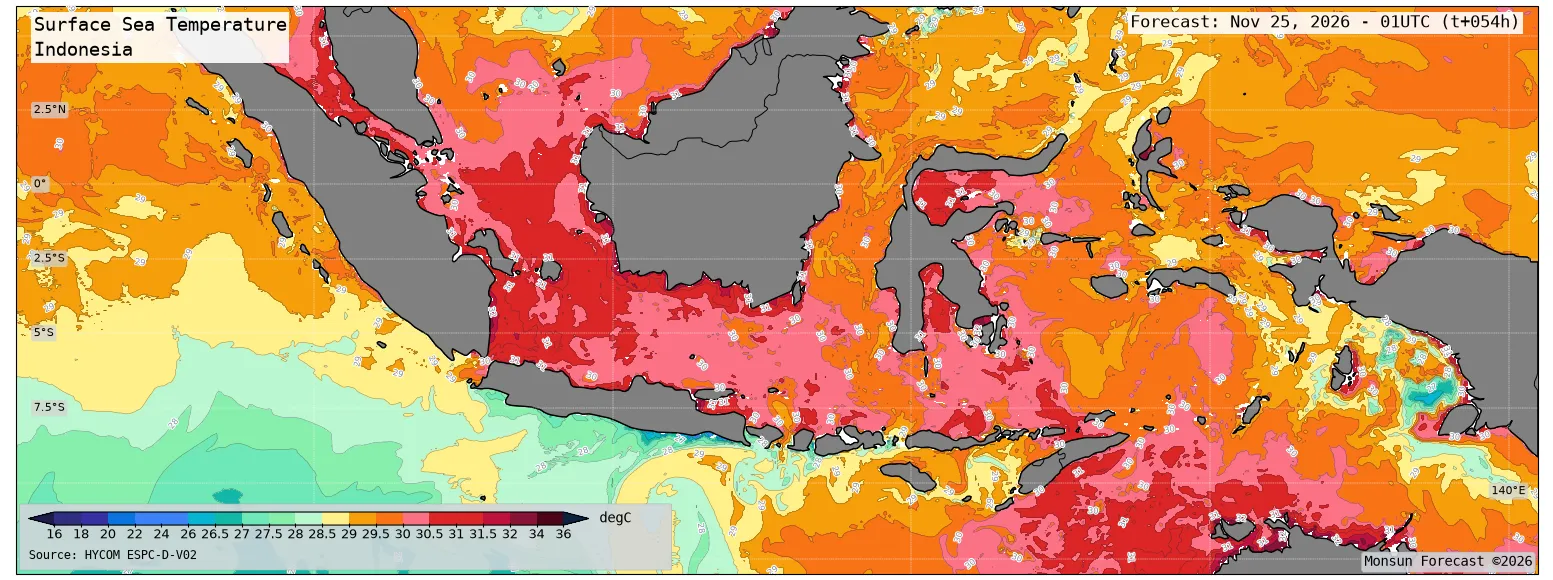 Surface Sea Temperature
Indonesia
Forecast: Nov 25, 2026 - 01UTC (t+054h)
2.5°N
0°
2.5°S
5°S
7.5°S
140°E
16 18 20 22 24 26 26.5 27 27.5 28 28.5 29 29.5 30 30.5 31 31.5 32 34 36
degC
Source: HYCOM ESPC-D-V02
Monsun Forecast ©2026